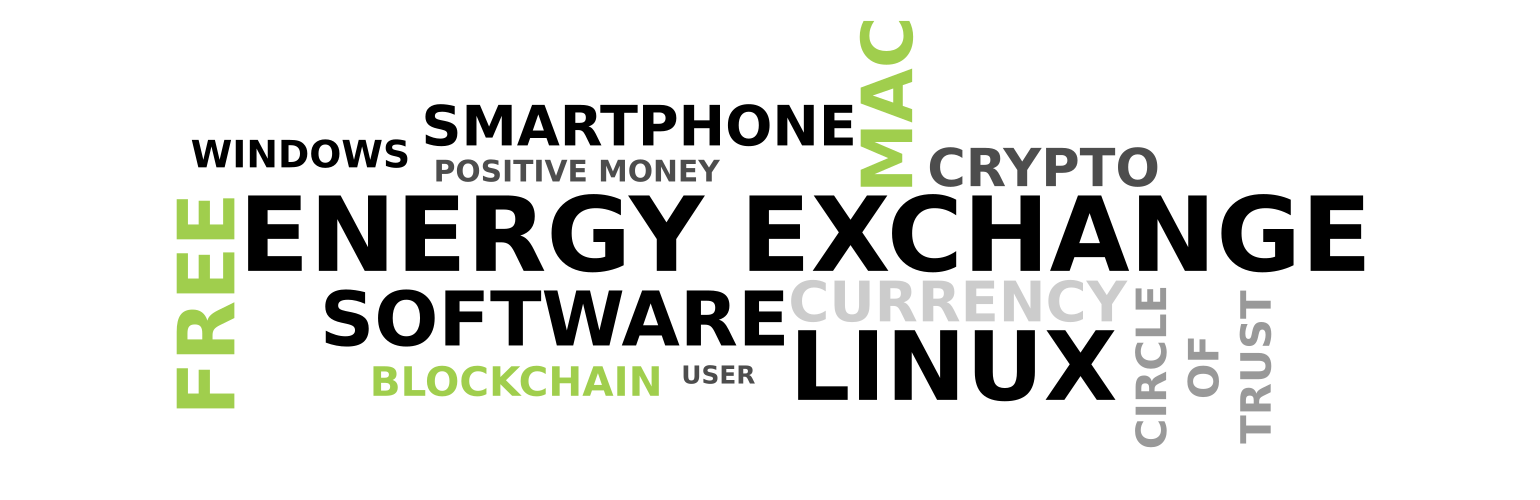 MAC
SMARTPHONE
WINDOWS
POSITIVE MONEY
CRYPTO
FREE
ENERGY EXCHANGE
SOFTWARE
CURRENCY
LINUX
BLOCKCHAIN
USER
CIRCLE
OF
TRUST